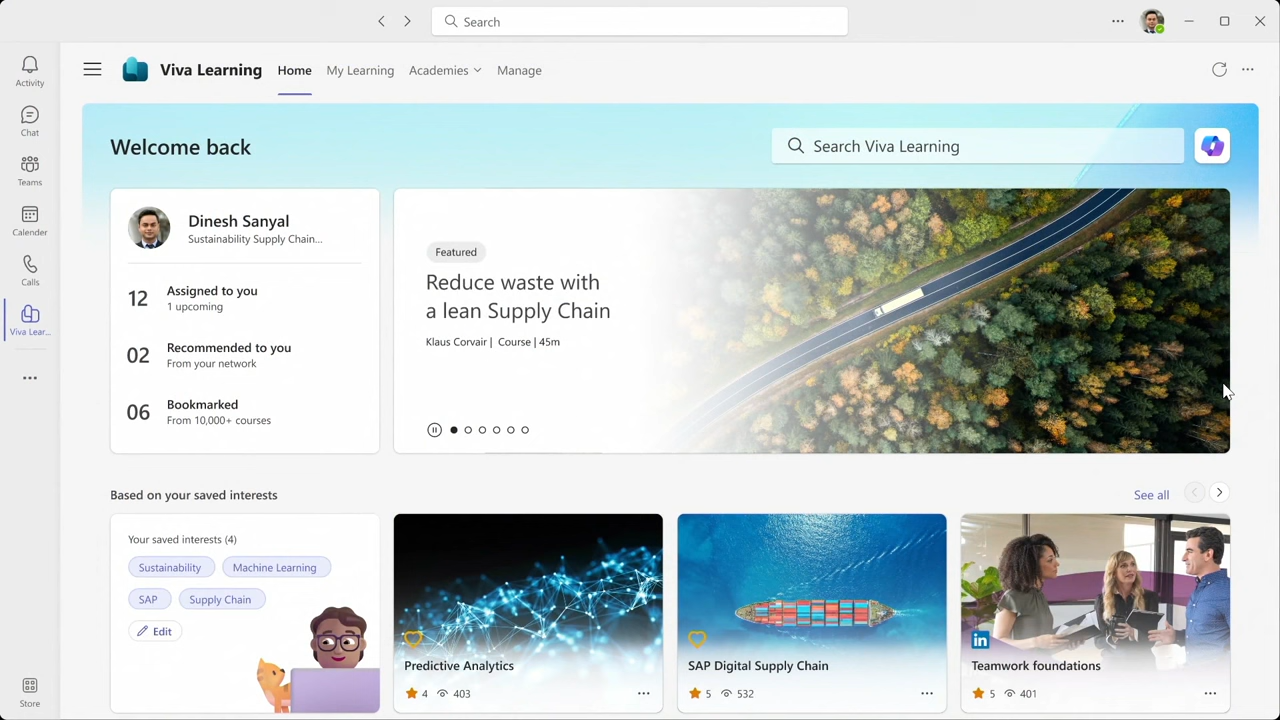 Search
Activity
Chat
Teams
Calender
Calls
Viva Lear...
Store
Viva Learning
Home
My Learning
Academies
Manage
Welcome back
Search Viva Learning
Dinesh Sanyal
Sustainability Supply Chain...
12
Assigned to you
1 upcoming
02
Recommended to you
From your network
06
Bookmarked
From 10,000+ courses
Featured
Reduce waste with
a lean Supply Chain
Klaus Corvair | Course | 45m
Based on your saved interests
See all
Your saved interests (4)
Sustainability
Machine Learning
SAP
Supply Chain
Edit
Predictive Analytics
4 403
SAP Digital Supply Chain
5 532
in
Teamwork foundations
5 401